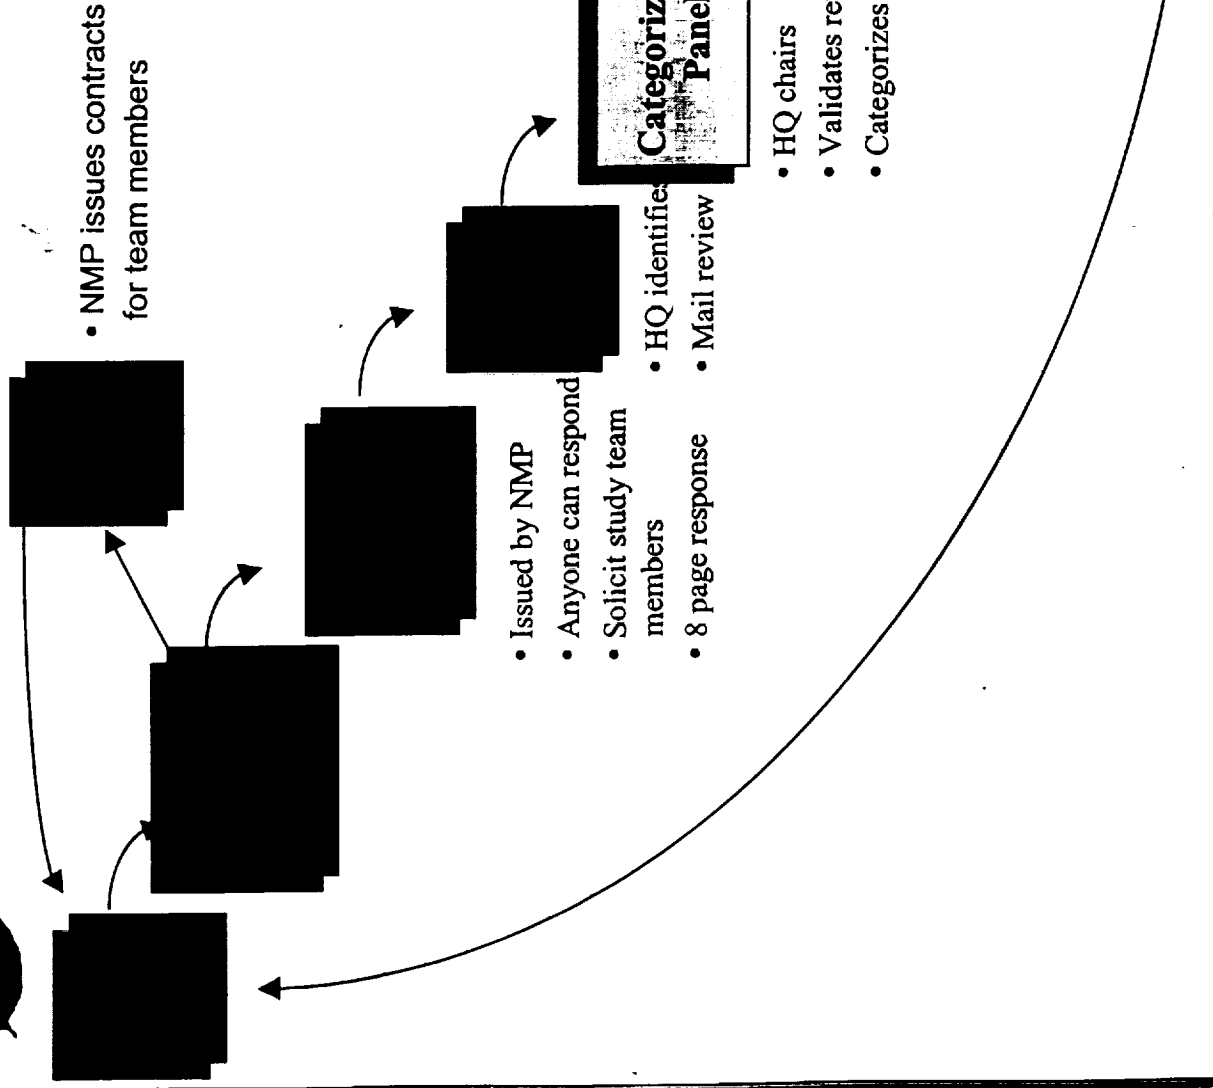 • NMP issues contracts
for team members
• Issued by NMP
• Anyone can respond
• Solicit study team
members
• 8 page response
• HQ identifies
• Mail review
Categoriz
Panel
• HQ chairs
• Validates re
• Categorizes